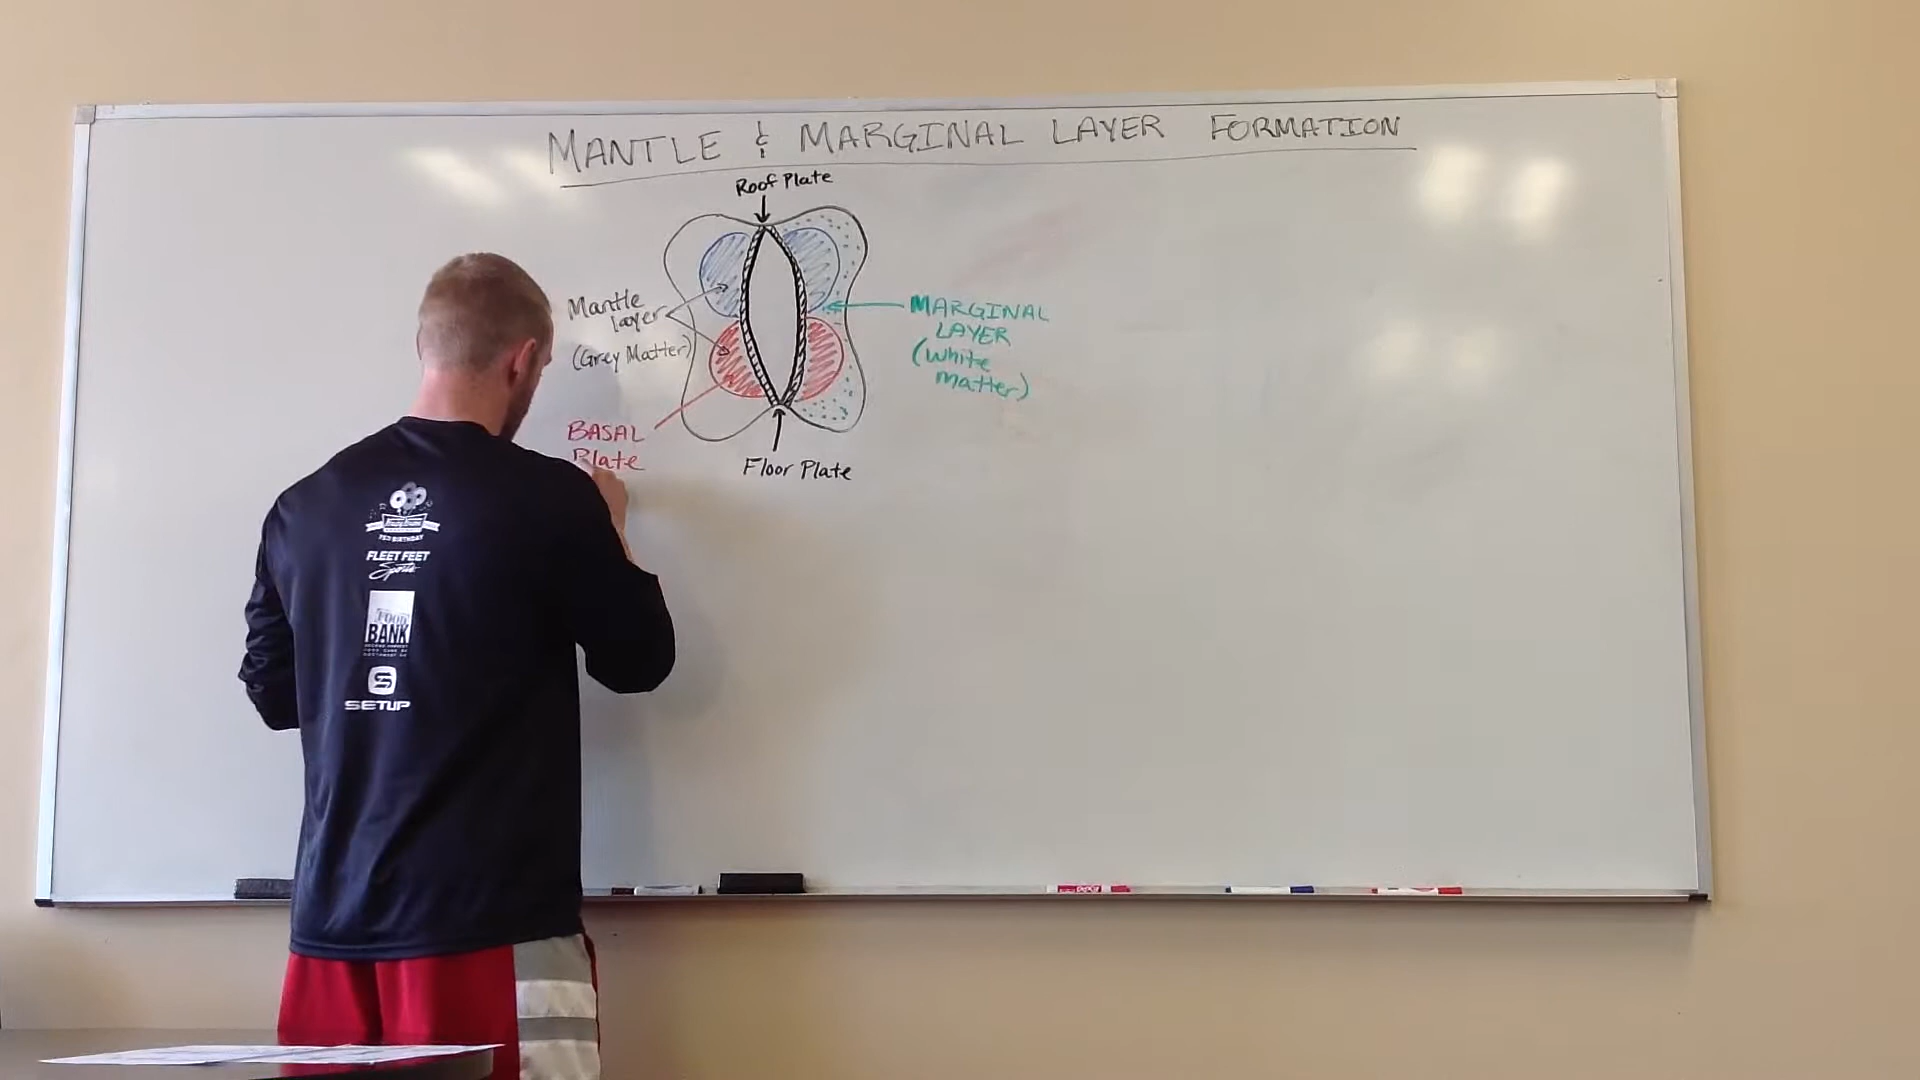 MANTLE & MARGINAL LAYER FORMATION
Roof Plate
Mantle
layer
(Grey Matter)
MARGINAL
LAYER
(White
matter)
BASAL
Plate
Floor Plate
FLEET FEET
Sports
FOOD
BANK
SETUP